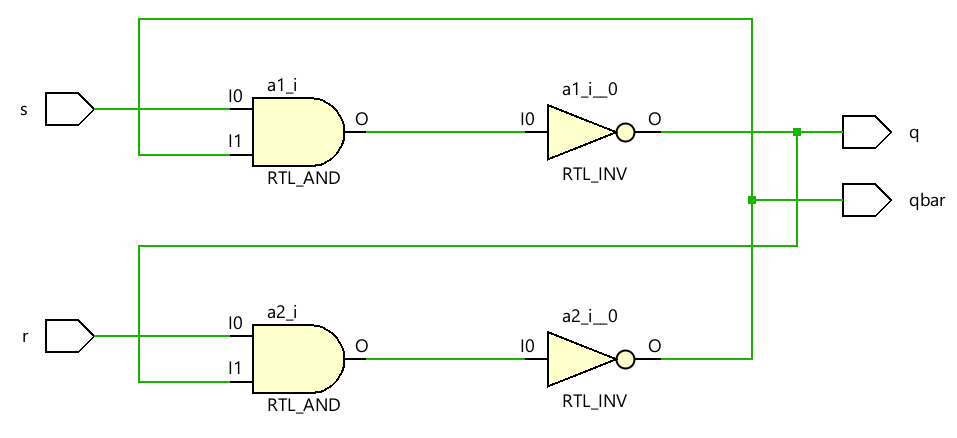 a1_i
a1_i__0
s
I0
O
I0
O
q
I1
RTL_AND
RTL_INV
qbar
a2_i
a2_i__0
r
I0
O
I0
O
I1
RTL_AND
RTL_INV